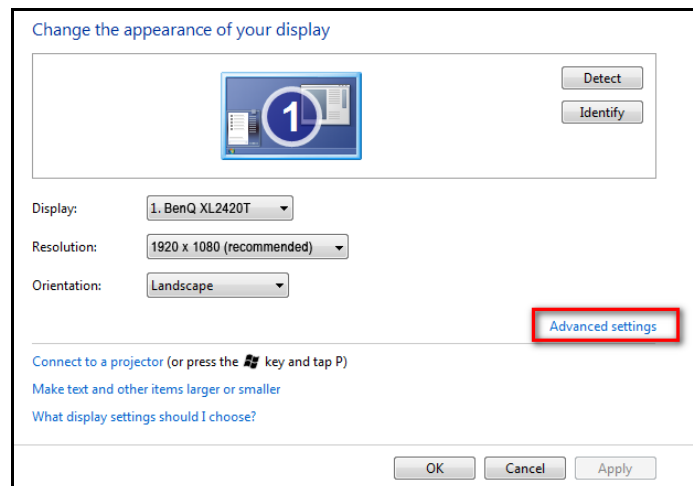 Change the appearance of your display
1
Detect
Identify
Display:
1. BenQ XL2420T
Resolution:
1920 x 1080 (recommended)
Orientation:
Landscape
Advanced settings
Connect to a projector (or press the key and tap P)
Make text and other items larger or smaller
What display settings should I choose?
OK
Cancel
Apply